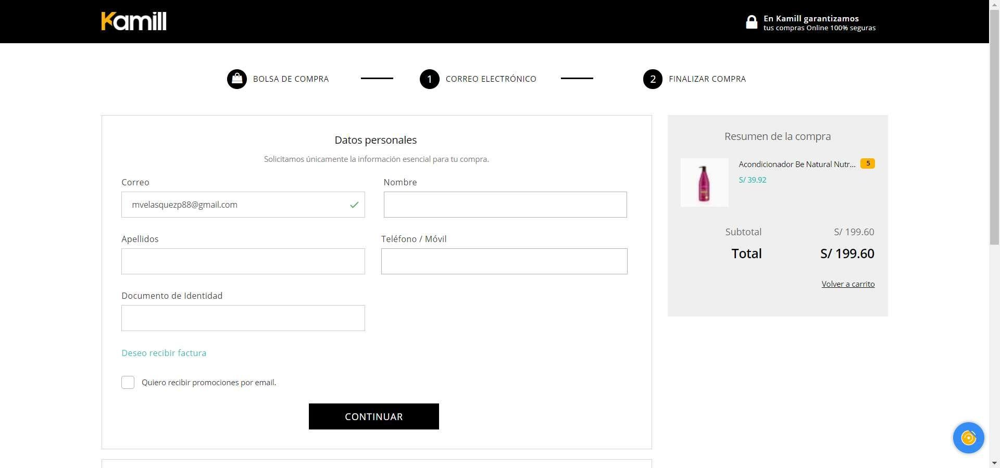 Kamill
En Kamill garantizamos
tus compras Online 100% seguras
BOLSA DE COMPRA
1 CORREO ELECTRÓNICO
2 FINALIZAR COMPRA
Datos personales
Solicitamos únicamente la información esencial para tu compra.
Correo
Nombre
mvelasquezp88@gmail.com
Apellidos
Teléfono / Móvil
Documento de Identidad
Deseo recibir factura
Quiero recibir promociones por email.
CONTINUAR
Resumen de la compra
Acondicionador Be Natural Nutr... 5
S/ 39.92
Subtotal S/ 199.60
Total S/ 199.60
Volver a carrito